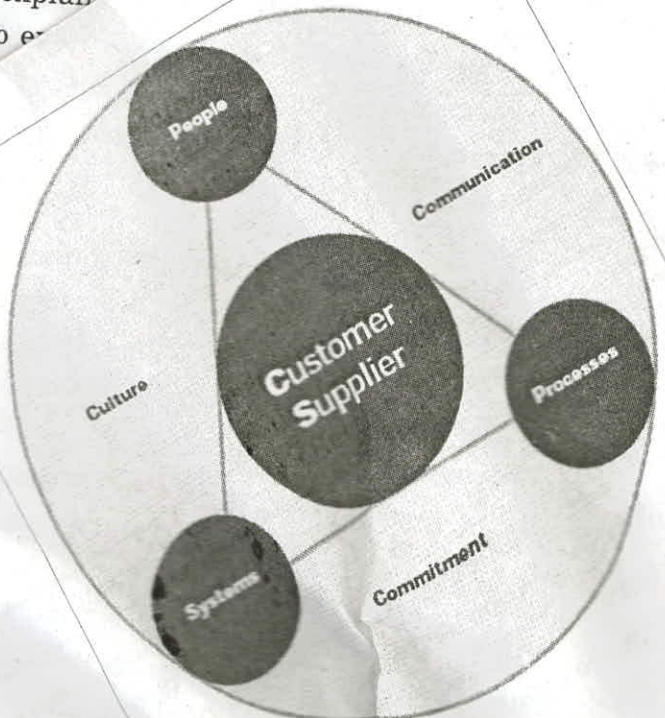 People
Communication
Customer
Supplier
Processes
Culture
Systems
Commitment